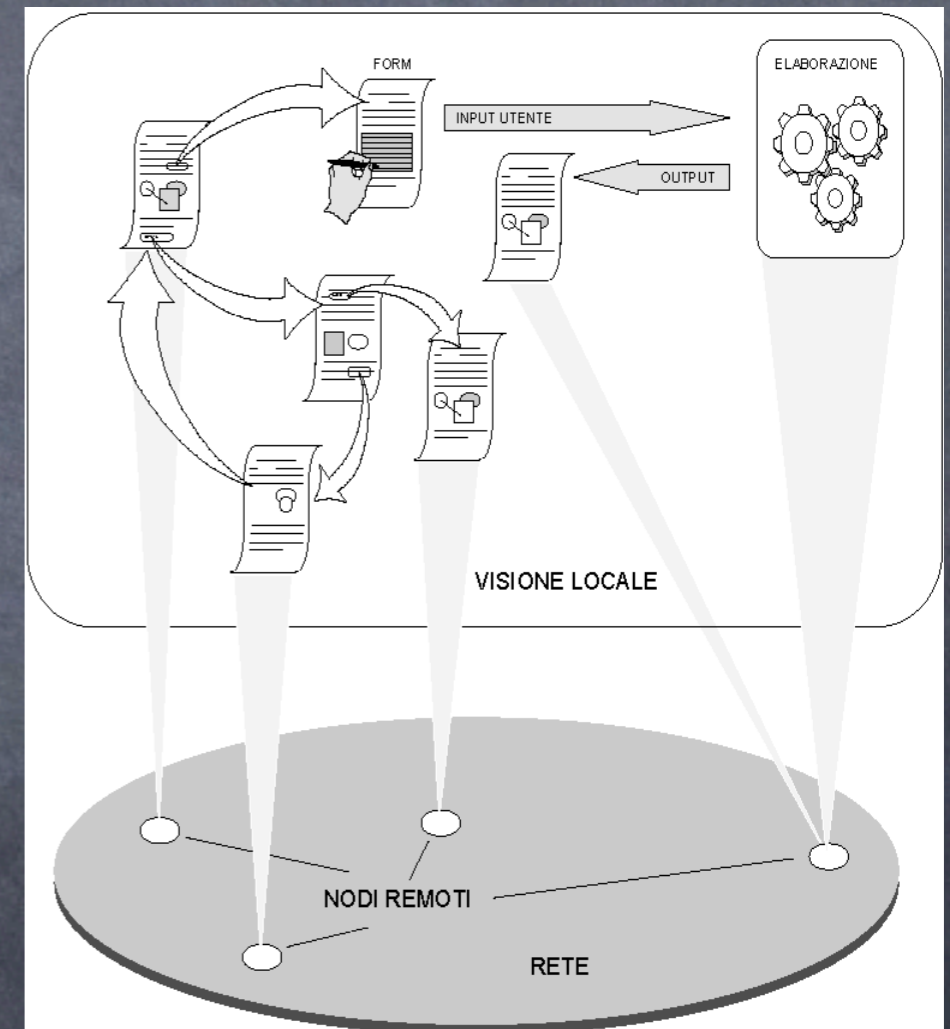 FORM
ELABORAZIONE
INPUT UTENTE
OUTPUT
VISIONE LOCALE
NODI REMOTI
RETE